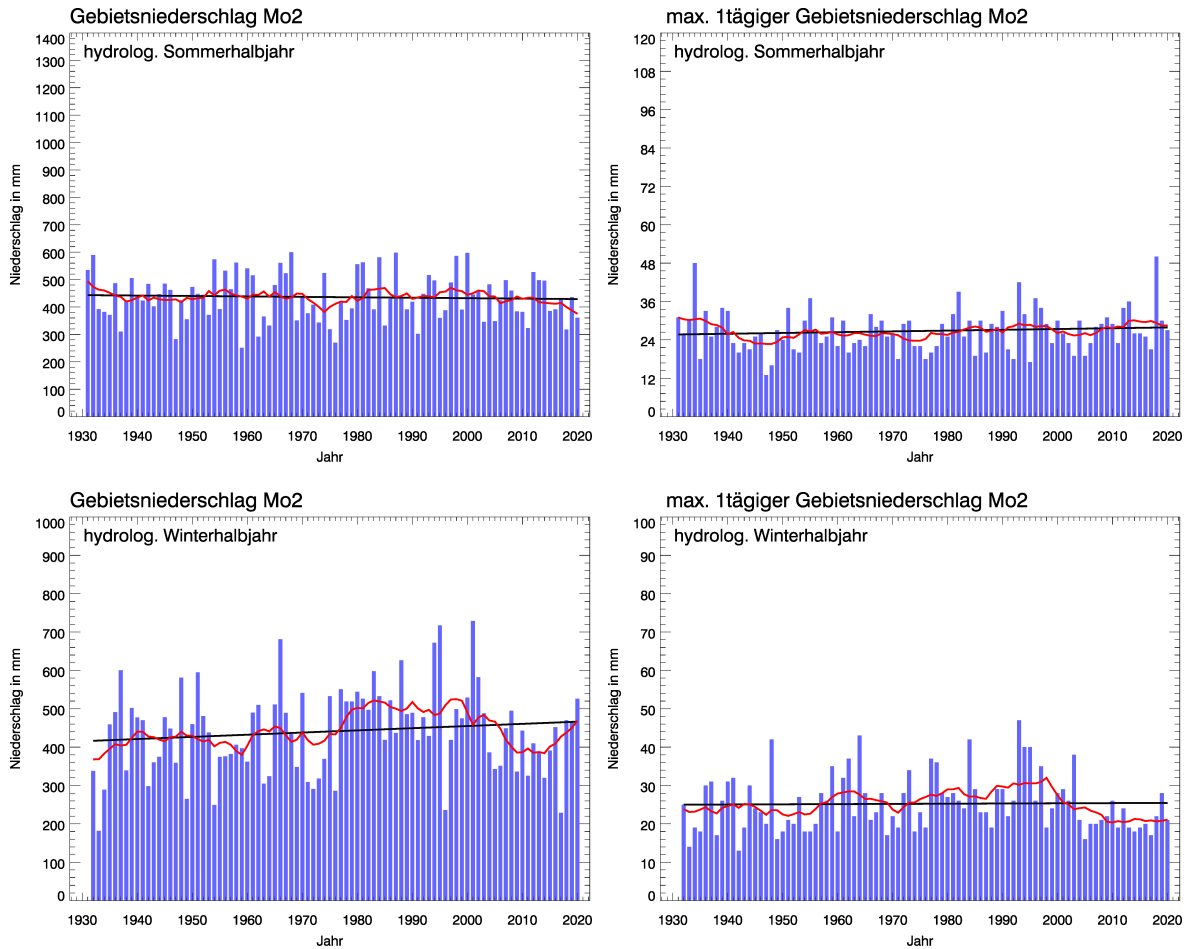 Gebietsniederschlag Mo2
hydrolog. Sommerhalbjahr
Niederschlag in mm
1400
1300
1200
1100
1000
900
800
700
600
500
400
300
200
100
0
1930 1940 1950 1960 1970 1980 1990 2000 2010 2020
Jahr
max. 1tägiger Gebietsniederschlag Mo2
hydrolog. Sommerhalbjahr
Niederschlag in mm
120
108
96
84
72
60
48
36
24
12
0
1930 1940 1950 1960 1970 1980 1990 2000 2010 2020
Jahr
Gebietsniederschlag Mo2
hydrolog. Winterhalbjahr
Niederschlag in mm
1000
900
800
700
600
500
400
300
200
100
0
1930 1940 1950 1960 1970 1980 1990 2000 2010 2020
Jahr
max. 1tägiger Gebietsniederschlag Mo2
hydrolog. Winterhalbjahr
Niederschlag in mm
100
90
80
70
60
50
40
30
20
10
0
1930 1940 1950 1960 1970 1980 1990 2000 2010 2020
Jahr